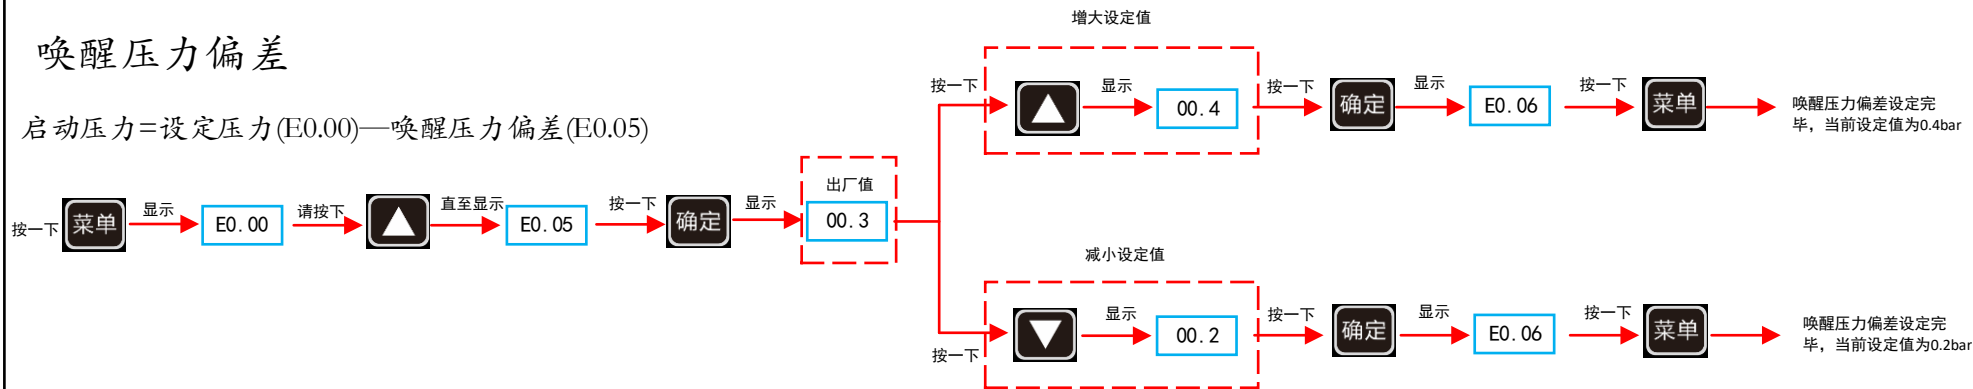 唤醒压力偏差
启动压力=设定压力(E0.00)—唤醒压力偏差(E0.05)
按一下
菜单
显示
E0.00
请按下
直至显示
E0.05
按一下
确定
显示
出厂值
00.3
增大设定值
按一下
显示
00.4
按一下
确定
显示
E0.06
按一下
菜单
唤醒压力偏差设定完
毕，当前设定值为0.4bar
减小设定值
按一下
显示
00.2
按一下
确定
显示
E0.06
按一下
菜单
唤醒压力偏差设定完
毕，当前设定值为0.2bar